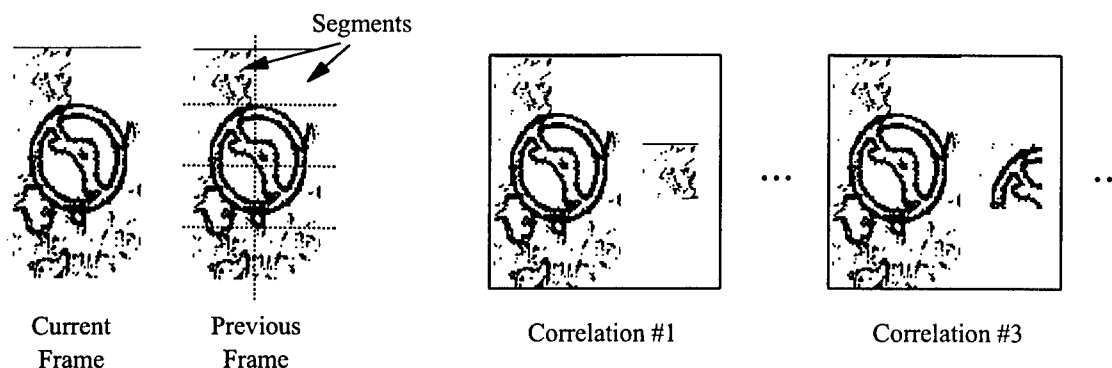 Segments
Current
Frame
Previous
Frame
Correlation #1
...
Correlation #3
..